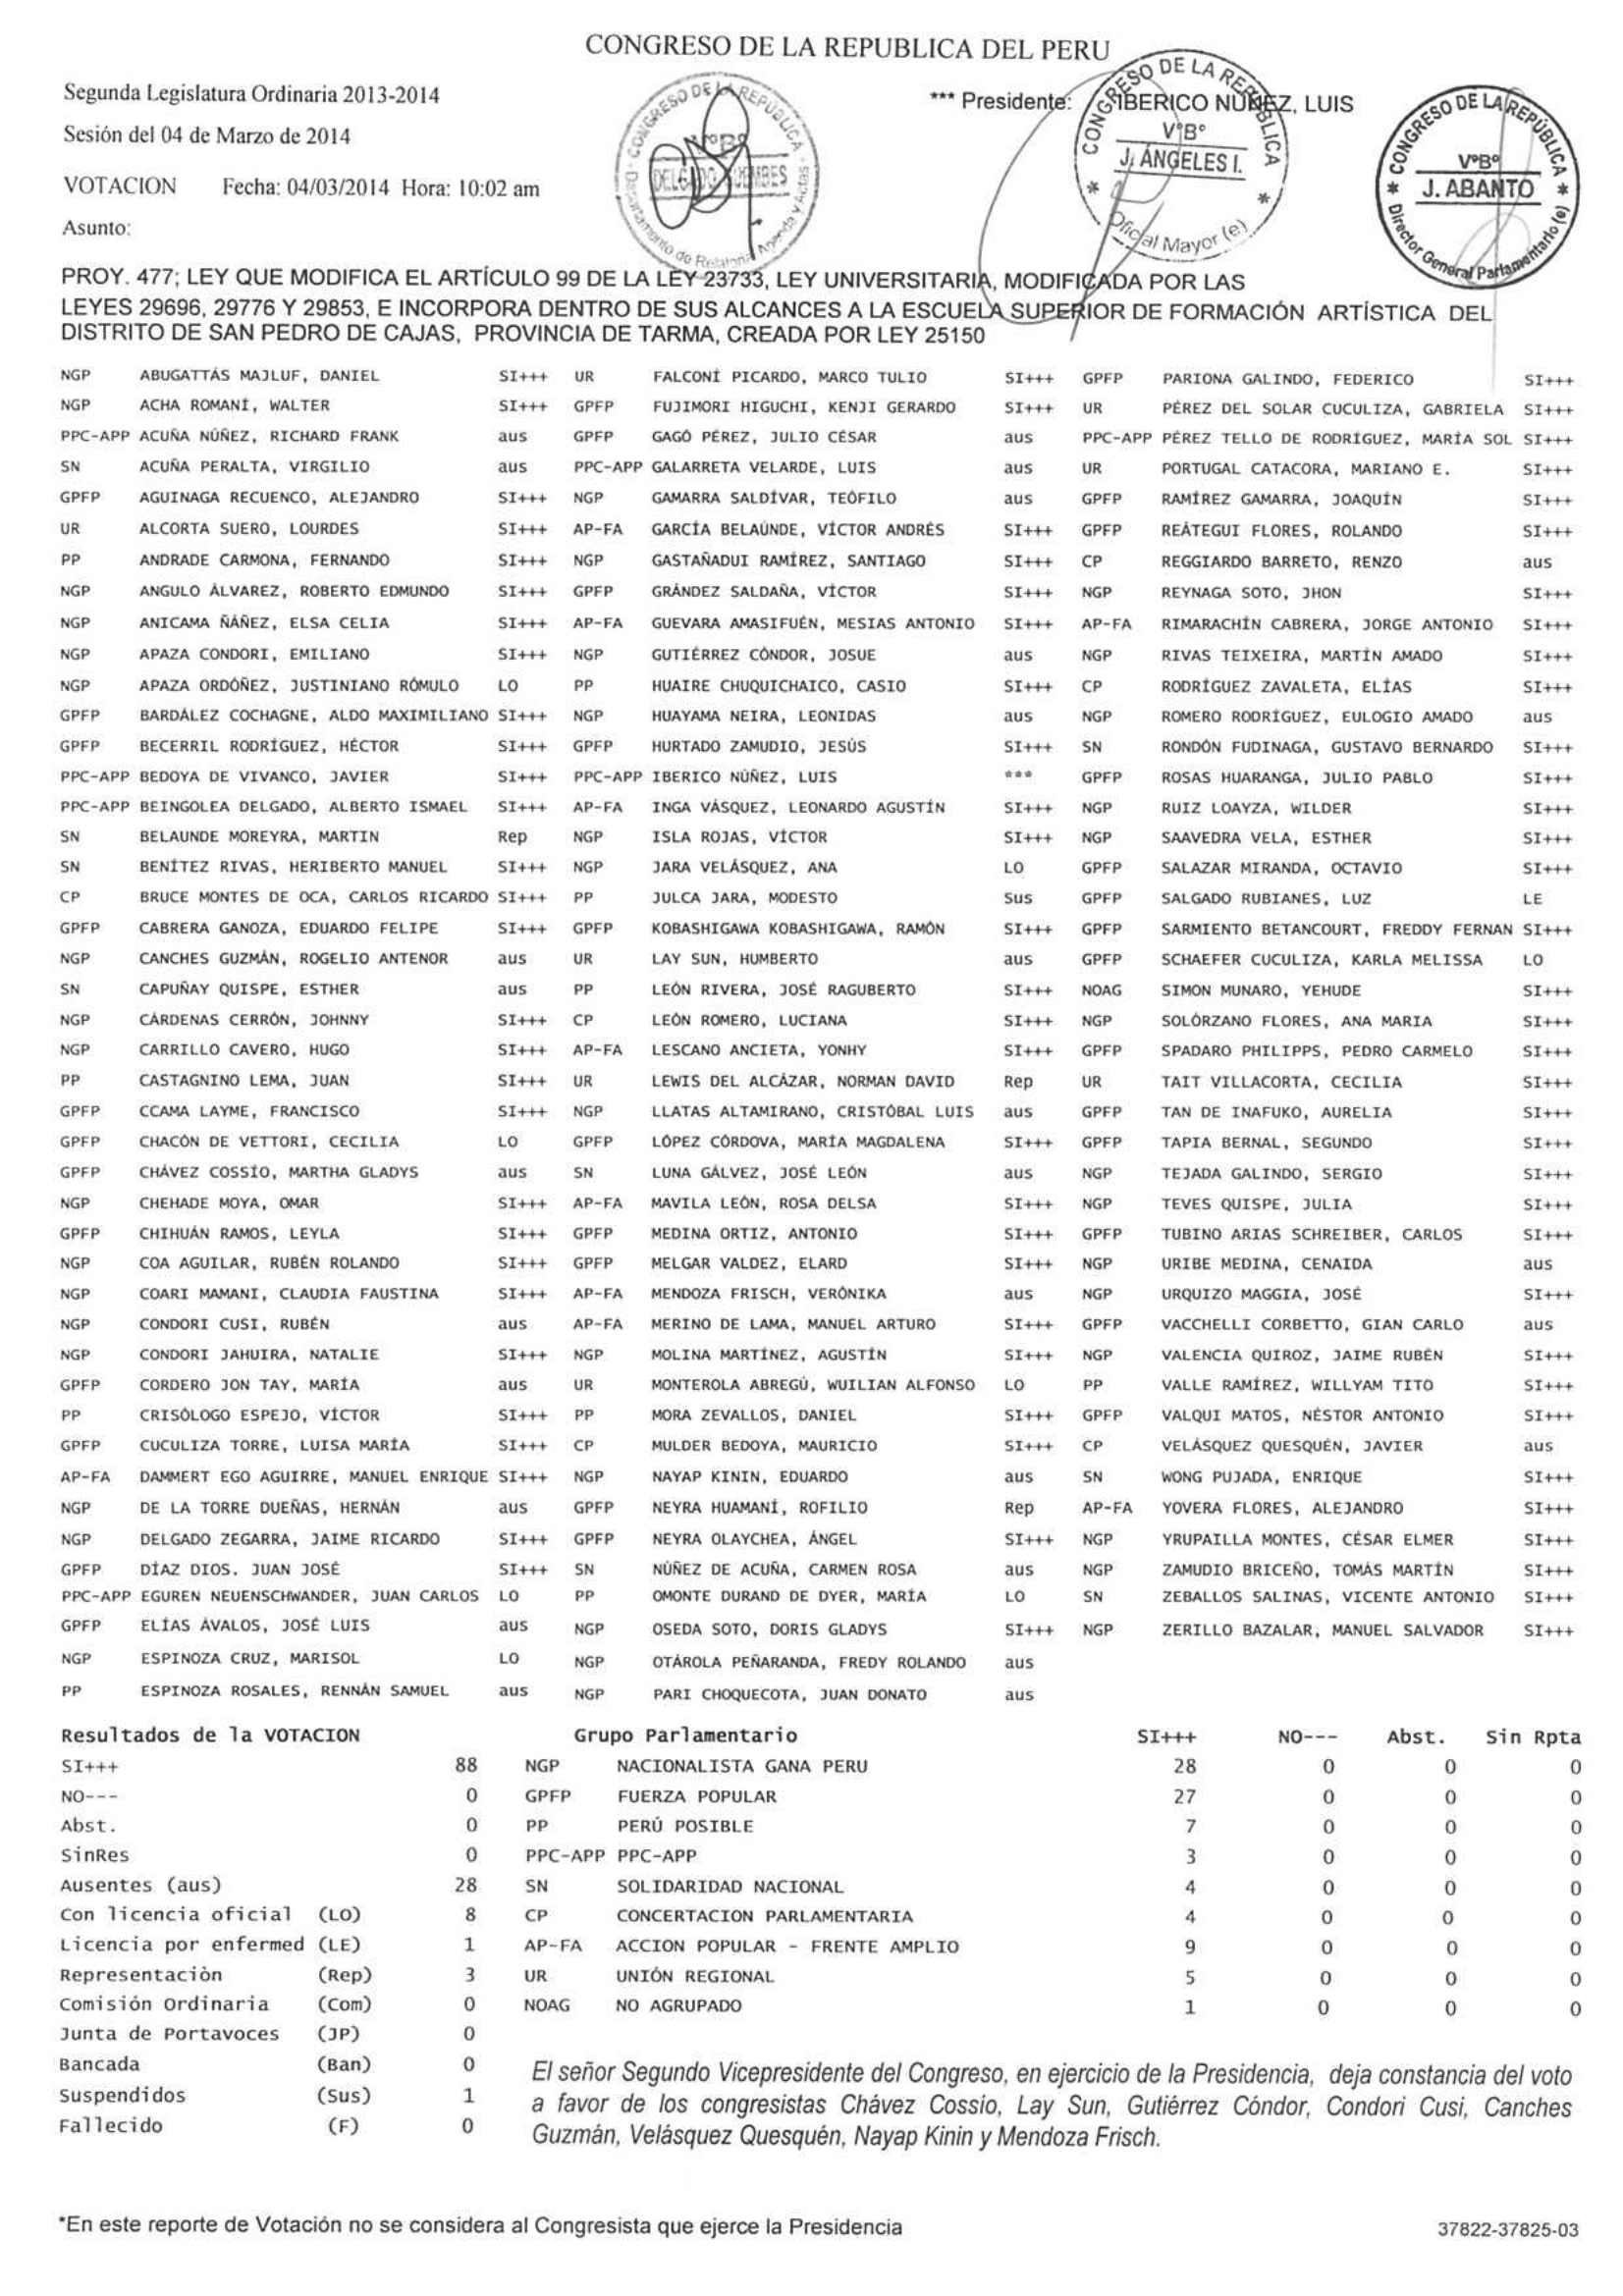 CONGRESO DE LA REPUBLICA DEL PERU
Segunda Legislatura Ordinaria 2013-2014
*** Presidente: IBERICO NÚÑEZ, LUIS
Sesión del 04 de Marzo de 2014
VOTACION Fecha: 04/03/2014 Hora: 10:02 am
Asunto:
CONGRESO DE LA REPÚBLICA
VºBº
Departamento de Relatoría Agenda y Actas
CONGRESO DE LA REPÚBLICA
V°B°
J. ÁNGELES I.
Oficial Mayor (e)
CONGRESO DE LA REPÚBLICA
VºBº
J. ABANTO
Director General Parlamentario (e)
PROY. 477; LEY QUE MODIFICA EL ARTÍCULO 99 DE LA LEY 23733, LEY UNIVERSITARIA, MODIFICADA POR LAS
LEYES 29696, 29776 Y 29853, E INCORPORA DENTRO DE SUS ALCANCES A LA ESCUELA SUPERIOR DE FORMACIÓN ARTÍSTICA DEL
DISTRITO DE SAN PEDRO DE CAJAS, PROVINCIA DE TARMA, CREADA POR LEY 25150
NGP ABUGATTÁS MAJLUF, DANIEL SI+++ UR FALCONÍ PICARDO, MARCO TULIO SI+++ GPFP PARIONA GALINDO, FEDERICO SI+++
NGP ACHA ROMANÍ, WALTER SI+++ GPFP FUJIMORI HIGUCHI, KENJI GERARDO SI+++ UR PÉREZ DEL SOLAR CUCULIZA, GABRIELA SI+++
PPC-APP ACUÑA NÚÑEZ, RICHARD FRANK aus GPFP GAGÓ PÉREZ, JULIO CÉSAR aus PPC-APP PÉREZ TELLO DE RODRÍGUEZ, MARÍA SOL SI+++
SN ACUÑA PERALTA, VIRGILIO aus PPC-APP GALARRETA VELARDE, LUIS aus UR PORTUGAL CATACORA, MARIANO E. SI+++
GPFP AGUINAGA RECUENCO, ALEJANDRO SI+++ NGP GAMARRA SALDÍVAR, TEÓFILO aus GPFP RAMÍREZ GAMARRA, JOAQUÍN SI+++
UR ALCORTA SUERO, LOURDES SI+++ AP-FA GARCÍA BELAÚNDE, VÍCTOR ANDRÉS SI+++ GPFP REÁTEGUI FLORES, ROLANDO SI+++
PP ANDRADE CARMONA, FERNANDO SI+++ NGP GASTAÑADUI RAMÍREZ, SANTIAGO SI+++ CP REGGIARDO BARRETO, RENZO aus
NGP ANGULO ÁLVAREZ, ROBERTO EDMUNDO SI+++ GPFP GRÁNDEZ SALDAÑA, VÍCTOR SI+++ NGP REYNAGA SOTO, JHON SI+++
NGP ANICAMA ÑÁÑEZ, ELSA CELIA SI+++ AP-FA GUEVARA AMASIFUÉN, MESIAS ANTONIO SI+++ AP-FA RIMARACHÍN CABRERA, JORGE ANTONIO SI+++
NGP APAZA CONDORI, EMILIANO SI+++ NGP GUTIÉRREZ CÓNDOR, JOSUE aus NGP RIVAS TEIXEIRA, MARTÍN AMADO SI+++
NGP APAZA ORDÓÑEZ, JUSTINIANO RÓMULO LO PP HUAIRE CHUQUICHAICO, CASIO SI+++ CP RODRÍGUEZ ZAVALETA, ELÍAS SI+++
GPFP BARDÁLEZ COCHAGNE, ALDO MAXIMILIANO SI+++ NGP HUAYAMA NEIRA, LEONIDAS aus NGP ROMERO RODRÍGUEZ, EULOGIO AMADO aus
GPFP BECERRIL RODRÍGUEZ, HÉCTOR SI+++ GPFP HURTADO ZAMUDIO, JESÚS SI+++ SN RONDÓN FUDINAGA, GUSTAVO BERNARDO SI+++
PPC-APP BEDOYA DE VIVANCO, JAVIER SI+++ PPC-APP IBERICO NÚÑEZ, LUIS *** GPFP ROSAS HUARANGA, JULIO PABLO SI+++
PPC-APP BEINGOLEA DELGADO, ALBERTO ISMAEL SI+++ AP-FA INGA VÁSQUEZ, LEONARDO AGUSTÍN SI+++ NGP RUIZ LOAYZA, WILDER SI+++
SN BELAUNDE MOREYRA, MARTIN Rep NGP ISLA ROJAS, VÍCTOR SI+++ NGP SAAVEDRA VELA, ESTHER SI+++
SN BENÍTEZ RIVAS, HERIBERTO MANUEL SI+++ NGP JARA VELÁSQUEZ, ANA LO GPFP SALAZAR MIRANDA, OCTAVIO SI+++
CP BRUCE MONTES DE OCA, CARLOS RICARDO SI+++ PP JULCA JARA, MODESTO Sus GPFP SALGADO RUBIANES, LUZ LE
GPFP CABRERA GANOZA, EDUARDO FELIPE SI+++ GPFP KOBASHIGAWA KOBASHIGAWA, RAMÓN SI+++ GPFP SARMIENTO BETANCOURT, FREDDY FERNAN SI+++
NGP CANCHES GUZMÁN, ROGELIO ANTENOR aus UR LAY SUN, HUMBERTO aus GPFP SCHAEFER CUCULIZA, KARLA MELISSA LO
SN CAPUÑAY QUISPE, ESTHER aus PP LEÓN RIVERA, JOSÉ RAGUBERTO SI+++ NOAG SIMON MUNARO, YEHUDE SI+++
NGP CÁRDENAS CERRÓN, JOHNNY SI+++ CP LEÓN ROMERO, LUCIANA SI+++ NGP SOLÓRZANO FLORES, ANA MARIA SI+++
NGP CARRILLO CAVERO, HUGO SI+++ AP-FA LESCANO ANCIETA, YONHY SI+++ GPFP SPADARO PHILIPPS, PEDRO CARMELO SI+++
PP CASTAGNINO LEMA, JUAN SI+++ UR LEWIS DEL ALCÁZAR, NORMAN DAVID Rep UR TAIT VILLACORTA, CECILIA SI+++
GPFP CCAMA LAYME, FRANCISCO SI+++ NGP LLATAS ALTAMIRANO, CRISTÓBAL LUIS aus GPFP TAN DE INAFUKO, AURELIA SI+++
GPFP CHACÓN DE VETTORI, CECILIA LO GPFP LÓPEZ CÓRDOVA, MARÍA MAGDALENA SI+++ GPFP TAPIA BERNAL, SEGUNDO SI+++
GPFP CHÁVEZ COSSÍO, MARTHA GLADYS aus SN LUNA GÁLVEZ, JOSÉ LEÓN aus NGP TEJADA GALINDO, SERGIO SI+++
NGP CHEHADE MOYA, OMAR SI+++ AP-FA MAVILA LEÓN, ROSA DELSA SI+++ NGP TEVES QUISPE, JULIA SI+++
GPFP CHIHUÁN RAMOS, LEYLA SI+++ GPFP MEDINA ORTIZ, ANTONIO SI+++ GPFP TUBINO ARIAS SCHREIBER, CARLOS SI+++
NGP COA AGUILAR, RUBÉN ROLANDO SI+++ GPFP MELGAR VALDEZ, ELARD SI+++ NGP URIBE MEDINA, CENAIDA aus
NGP COARI MAMANI, CLAUDIA FAUSTINA SI+++ AP-FA MENDOZA FRISCH, VERÓNIKA aus NGP URQUIZO MAGGIA, JOSÉ SI+++
NGP CONDORI CUSI, RUBÉN aus AP-FA MERINO DE LAMA, MANUEL ARTURO SI+++ GPFP VACCHELLI CORBETTO, GIAN CARLO aus
NGP CONDORI JAHUIRA, NATALIE SI+++ NGP MOLINA MARTÍNEZ, AGUSTÍN SI+++ NGP VALENCIA QUIROZ, JAIME RUBÉN SI+++
GPFP CORDERO JON TAY, MARÍA aus UR MONTEROLA ABREGÚ, WUILIAN ALFONSO LO PP VALLE RAMÍREZ, WILLYAM TITO SI+++
PP CRISÓLOGO ESPEJO, VÍCTOR SI+++ PP MORA ZEVALLOS, DANIEL SI+++ GPFP VALQUI MATOS, NÉSTOR ANTONIO SI+++
GPFP CUCULIZA TORRE, LUISA MARÍA SI+++ CP MULDER BEDOYA, MAURICIO SI+++ CP VELÁSQUEZ QUESQUÉN, JAVIER aus
AP-FA DAMMERT EGO AGUIRRE, MANUEL ENRIQUE SI+++ NGP NAYAP KININ, EDUARDO aus SN WONG PUJADA, ENRIQUE SI+++
NGP DE LA TORRE DUEÑAS, HERNÁN aus GPFP NEYRA HUAMANÍ, ROFILIO Rep AP-FA YOVERA FLORES, ALEJANDRO SI+++
NGP DELGADO ZEGARRA, JAIME RICARDO SI+++ GPFP NEYRA OLAYCHEA, ÁNGEL SI+++ NGP YRUPAILLA MONTES, CÉSAR ELMER SI+++
GPFP DÍAZ DIOS. JUAN JOSÉ SI+++ SN NÚÑEZ DE ACUÑA, CARMEN ROSA aus NGP ZAMUDIO BRICEÑO, TOMÁS MARTÍN SI+++
PPC-APP EGUREN NEUENSCHWANDER, JUAN CARLOS LO PP OMONTE DURAND DE DYER, MARÍA LO SN ZEBALLOS SALINAS, VICENTE ANTONIO SI+++
GPFP ELÍAS ÁVALOS, JOSÉ LUIS aus NGP OSEDA SOTO, DORIS GLADYS SI+++ NGP ZERILLO BAZALAR, MANUEL SALVADOR SI+++
NGP ESPINOZA CRUZ, MARISOL LO NGP OTÁROLA PEÑARANDA, FREDY ROLANDO aus
PP ESPINOZA ROSALES, RENNÁN SAMUEL aus NGP PARI CHOQUECOTA, JUAN DONATO aus
Resultados de la VOTACION Grupo Parlamentario SI+++ NO--- Abst. Sin Rpta
SI+++ 88 NGP NACIONALISTA GANA PERU 28 0 0 0
NO--- 0 GPFP FUERZA POPULAR 27 0 0 0
Abst. 0 PP PERÚ POSIBLE 7 0 0 0
SinRes 0 PPC-APP PPC-APP 3 0 0 0
Ausentes (aus) 28 SN SOLIDARIDAD NACIONAL 4 0 0 0
Con licencia oficial (LO) 8 CP CONCERTACION PARLAMENTARIA 4 0 0 0
Licencia por enfermed (LE) 1 AP-FA ACCION POPULAR - FRENTE AMPLIO 9 0 0 0
Representación (Rep) 3 UR UNIÓN REGIONAL 5 0 0 0
Comisión Ordinaria (Com) 0 NOAG NO AGRUPADO 1 0 0 0
Junta de Portavoces (JP) 0
Bancada (Ban) 0
Suspendidos (Sus) 1
Fallecido (F) 0
El señor Segundo Vicepresidente del Congreso, en ejercicio de la Presidencia, deja constancia del voto
a favor de los congresistas Chávez Cossio, Lay Sun, Gutiérrez Cóndor, Condori Cusi, Canches
Guzmán, Velásquez Quesquén, Nayap Kinin y Mendoza Frisch.
*En este reporte de Votación no se considera al Congresista que ejerce la Presidencia
37822-37825-03